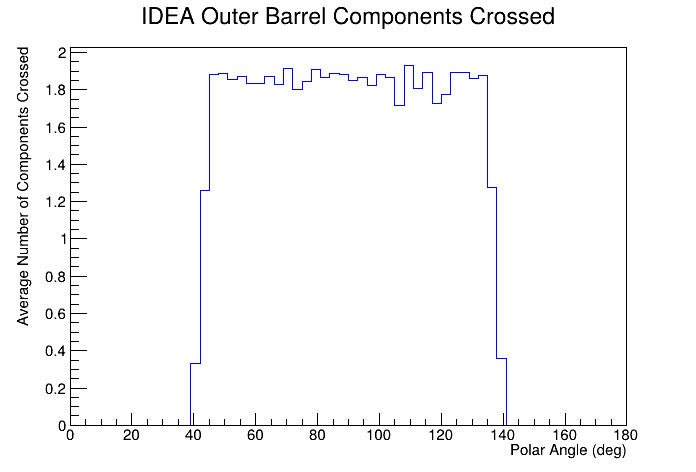 IDEA Outer Barrel Components Crossed
Average Number of Components Crossed
2
1.8
1.6
1.4
1.2
1
0.8
0.6
0.4
0.2
0
0 20 40 60 80 100 120 140 160 180
Polar Angle (deg)